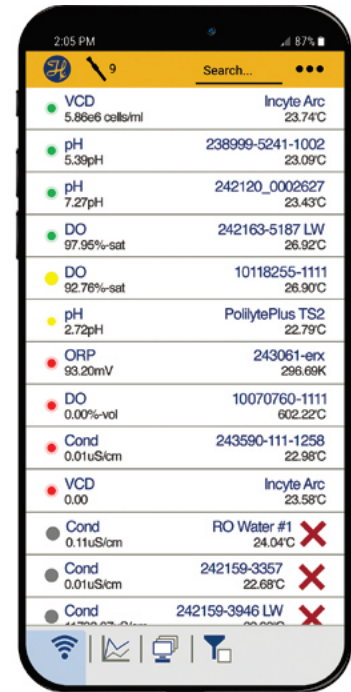 2:05 PM 87%
H 9 Search...
VCD Incyte Arc
5.86e6 cells/ml 23.74°C
pH 238999-5241-1002
5.39pH 23.09°C
pH 242120_0002627
7.27pH 23.43°C
DO 242163-5187 LW
97.95%-sat 26.92°C
DO 10118255-1111
92.76%-sat 26.90°C
pH PolilytePlus TS2
2.72pH 22.79°C
ORP 243061-erx
93.20mV 296.69K
DO 10070760-1111
0.00%-vol 602.22°C
Cond 243590-111-1258
0.01uS/cm 22.98°C
VCD Incyte Arc
0.00 23.58°C
Cond RO Water #1
0.11uS/cm 24.04°C
Cond 242159-3357
0.01uS/cm 22.68°C
Cond 242159-3946 LW